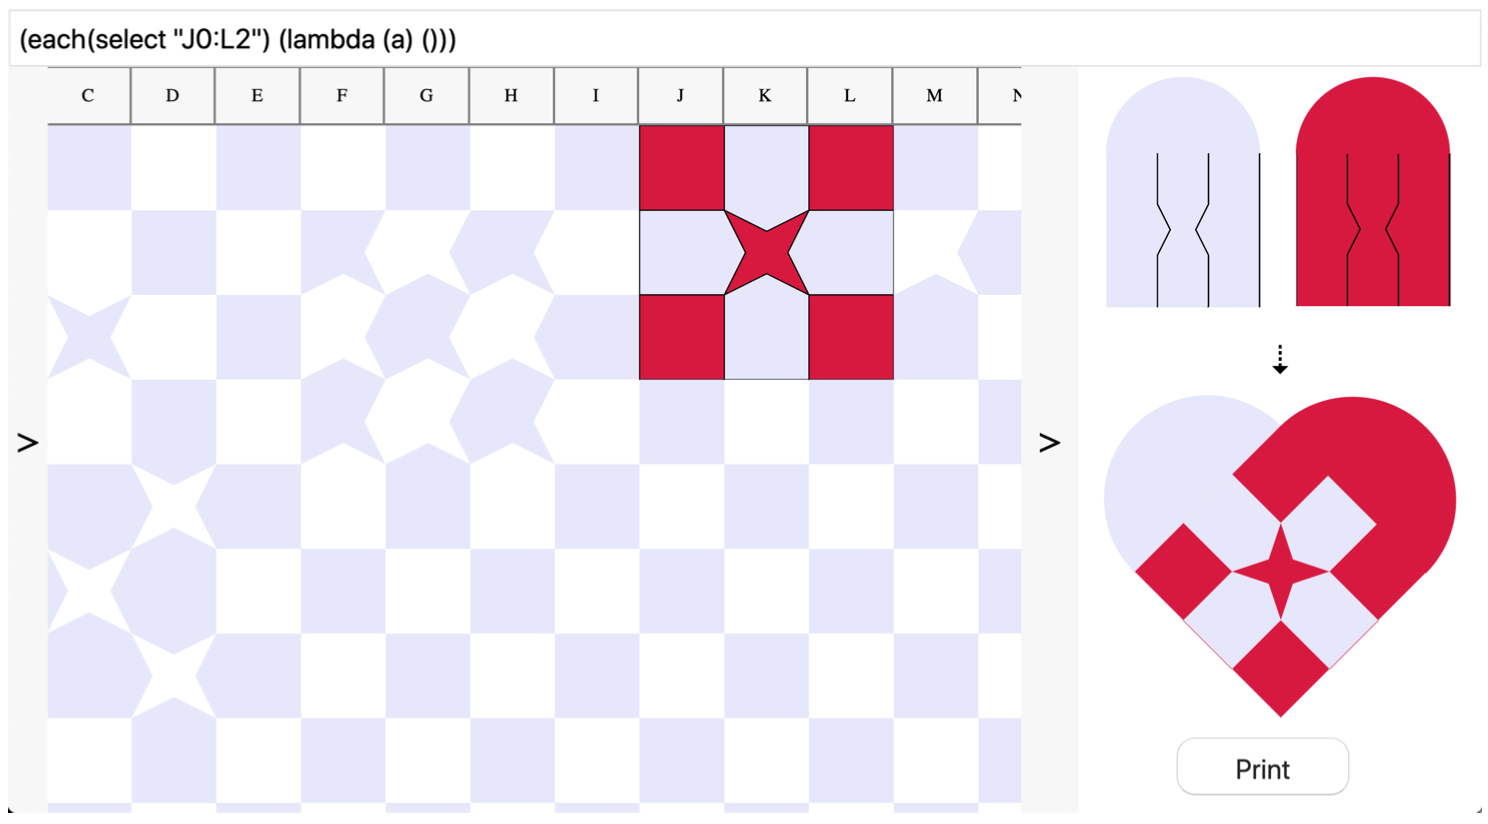 (each(select "J0:L2") (lambda (a) ()))
C D E F G H I J K L M N
> >
Print